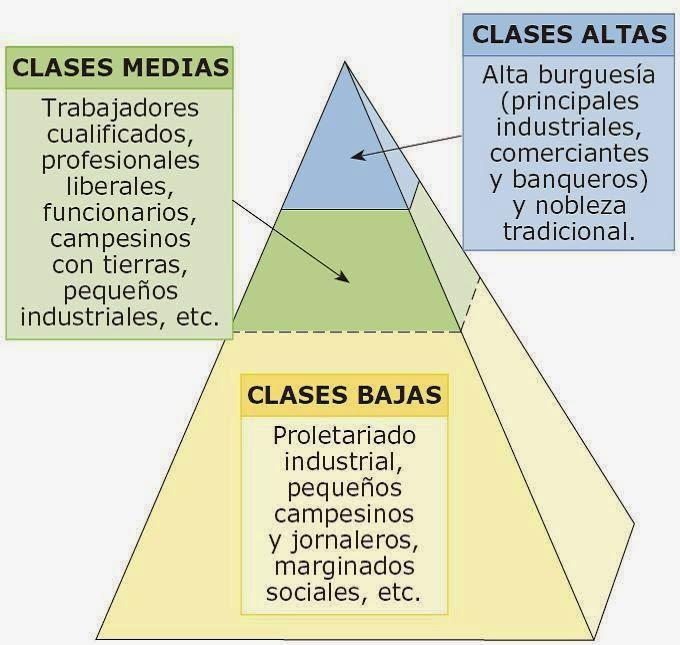 CLASES MEDIAS
Trabajadores
cualificados,
profesionales
liberales,
funcionarios,
campesinos
con tierras,
pequeños
industriales, etc.
CLASES ALTAS
Alta burguesía
(principales
industriales,
comerciantes
y banqueros)
y nobleza
tradicional.
CLASES BAJAS
Proletariado
industrial,
pequeños
campesinos
y jornaleros,
marginados
sociales, etc.